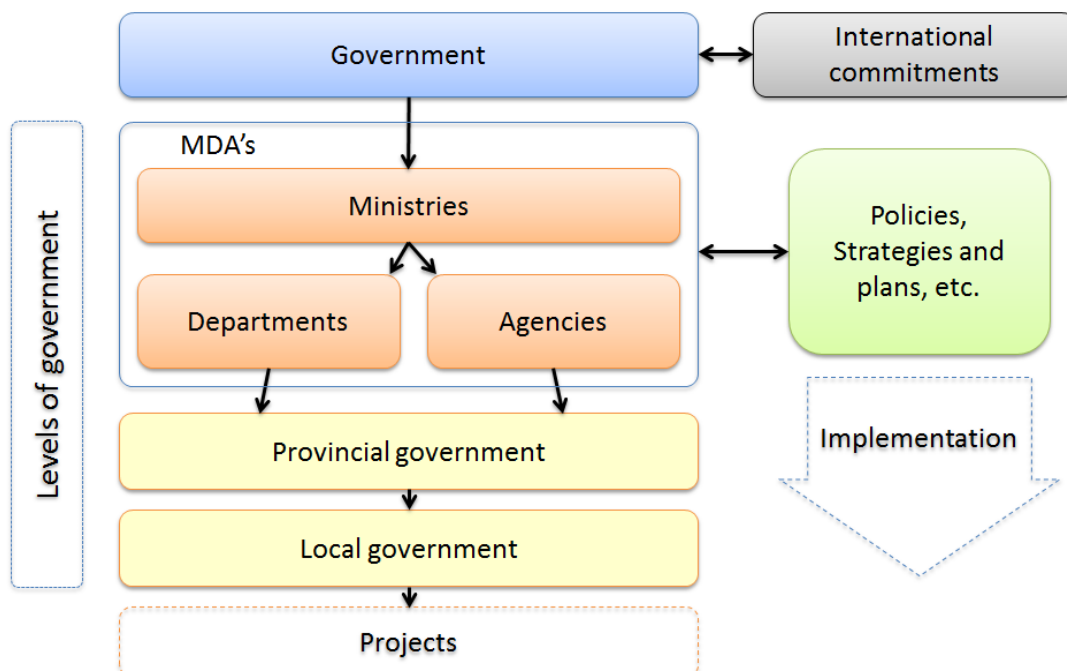 Government
International
commitments
Levels of government
MDA's
Ministries
Departments
Agencies
Policies,
Strategies and
plans, etc.
Provincial government
Implementation
Local government
Projects